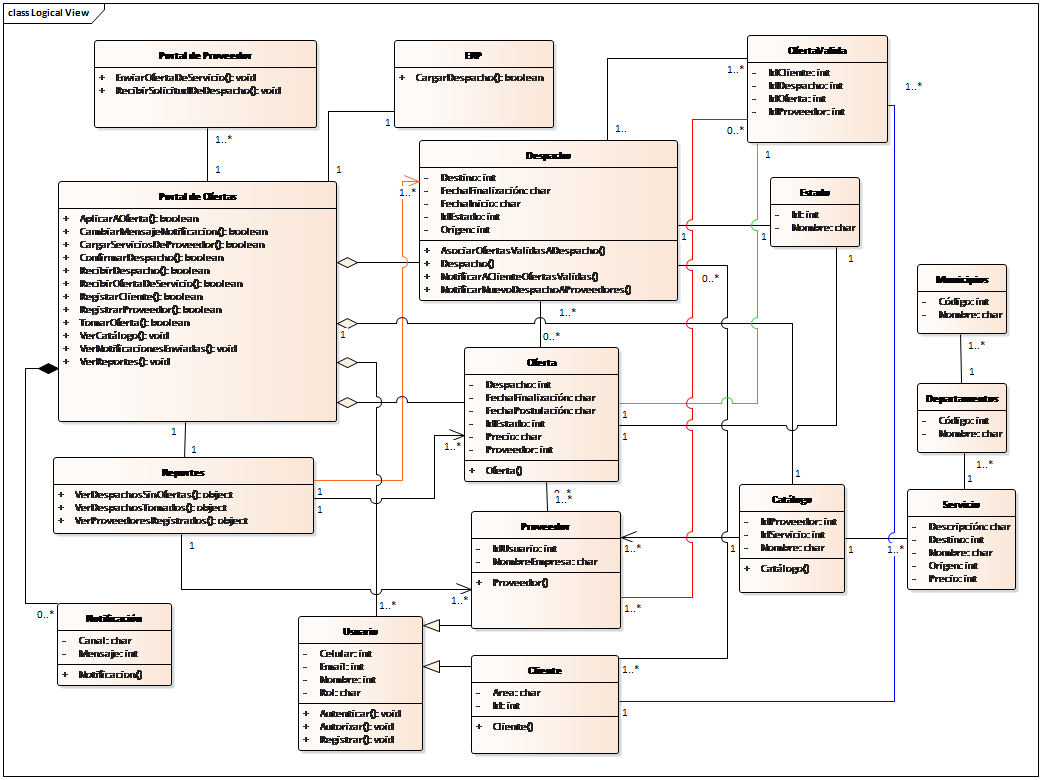 class Logical View
Portal de Proveedor
+ EnviarOfertaDeServicio(): void
+ RecibirSolicitudDeDespacho(): void
ERP
+ CargarDespacho(): boolean
OfertaValida
- IdCliente: int
- IdDespacho: int
- IdOferta: int
- IdProveedor: int
1..*
1..*
0..*
1
1..*
1
1
1
1..
Portal de Ofertas
+ AplicarAOferta(): boolean
+ CambiarMensajeNotificacion(): boolean
+ CargarServiciosDeProveedor(): boolean
+ ConfirmarDespacho(): boolean
+ RecibirDespacho(): boolean
+ RecibirOfertaDeServicio(): boolean
+ RegistarCliente(): boolean
+ RegistrarProveedor(): boolean
+ TomarOferta(): boolean
+ VerCatálogo(): void
+ VerNotificacionesEnviadas(): void
+ VerReportes(): void
Despacho
- Destino: int
- FechaFinalización: char
- FechaInicio: char
- IdEstado: int
- Origen: int
+ AsociarOfertasValidasADespacho()
+ Despacho()
+ NotificarAClienteOfertasValidas()
+ NotificarNuevoDespachoAProveedores()
1..*
1
1
0..*
1..*
0..*
1
Estado
- Id: int
- Nombre: char
1
Municipios
- Código: int
- Nombre: char
1..*
1
Departamentos
- Código: int
- Nombre: char
1..*
1
Oferta
- Despacho: int
- FechaFinalización: char
- FechaPostulación: char
- IdEstado: int
- Precio: char
- Proveedor: int
+ Oferta()
1
1
1..*
1
1
Reportes
+ VerDespachosSinOfertas(): object
+ VerDespachosTomados(): object
+ VerProveedoresRegistrados(): object
1
1
1
0..*
1..*
Proveedor
- IdUsuario: int
- NombreEmpresa: char
+ Proveedor()
1..*
1..*
1..*
1
Catálogo
- IdProveedor: int
- IdServicio: int
- Nombre: char
+ Catálogo()
1
1
1..*
Servicio
- Descripción: char
- Destino: int
- Nombre: char
- Origen: int
- Precio: int
0..*
Notificación
- Canal: char
- Mensaje: int
+ Notificacion()
1..*
Usuario
- Celular: int
- Email: int
- Nombre: int
- Rol: char
+ Autenticar(): void
+ Autorizar(): void
+ Registrar(): void
Cliente
- Area: char
- Id: int
+ Cliente()
1..*
1